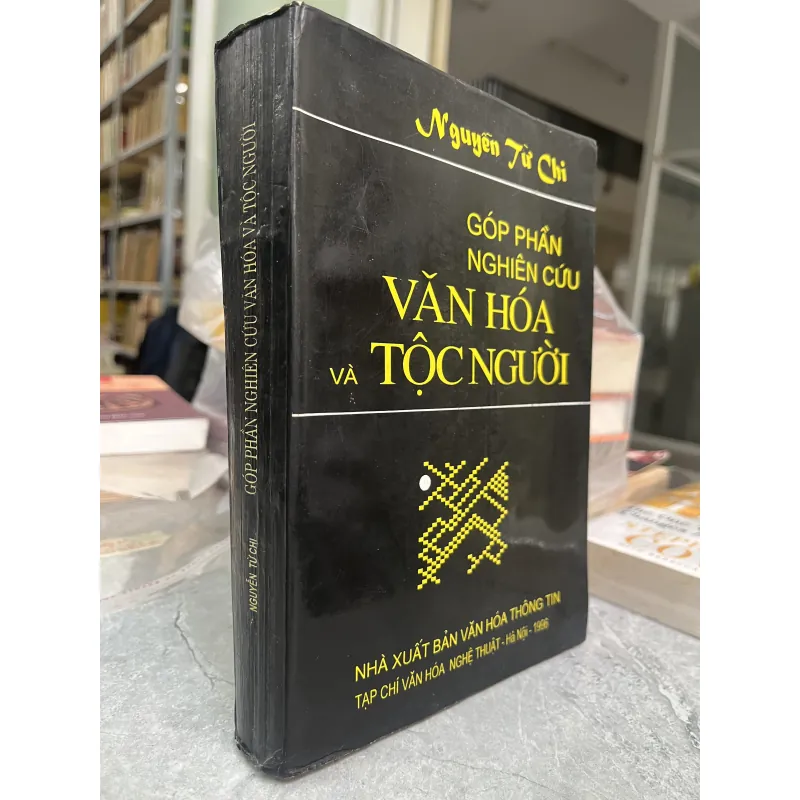 Nguyễn Từ Chi
GÓP PHẦN
NGHIÊN CỨU
VĂN HÓA
VÀ TỘC NGƯỜI
NHÀ XUẤT BẢN VĂN HÓA THÔNG TIN
TẠP CHÍ VĂN HÓA NGHỆ THUẬT - Hà Nội - 1996
NGUYỄN TỪ CHI GÓP PHẦN NGHIÊN CỨU VĂN HÓA VÀ TỘC NGƯỜI